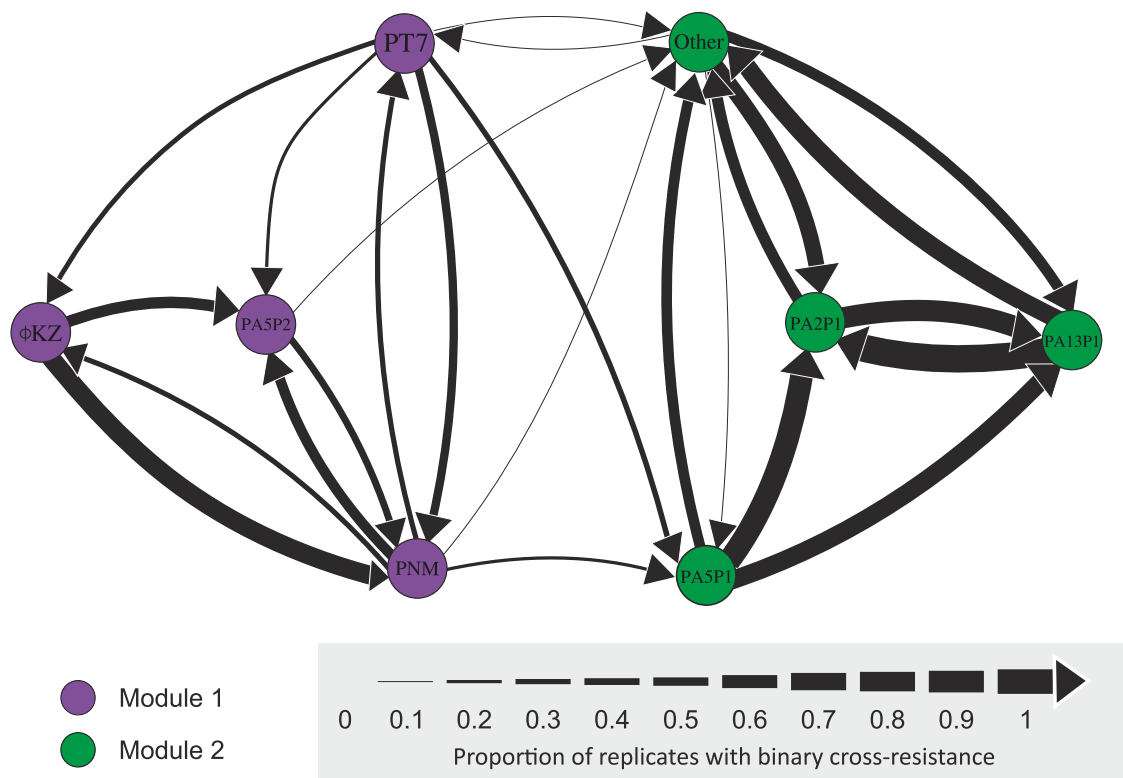 PT7
Other
ϕKZ
PA5P2
PA2P1
PA13P1
PNM
PA5P1
Module 1
Module 2
0 0.1 0.2 0.3 0.4 0.5 0.6 0.7 0.8 0.9 1
Proportion of replicates with binary cross-resistance